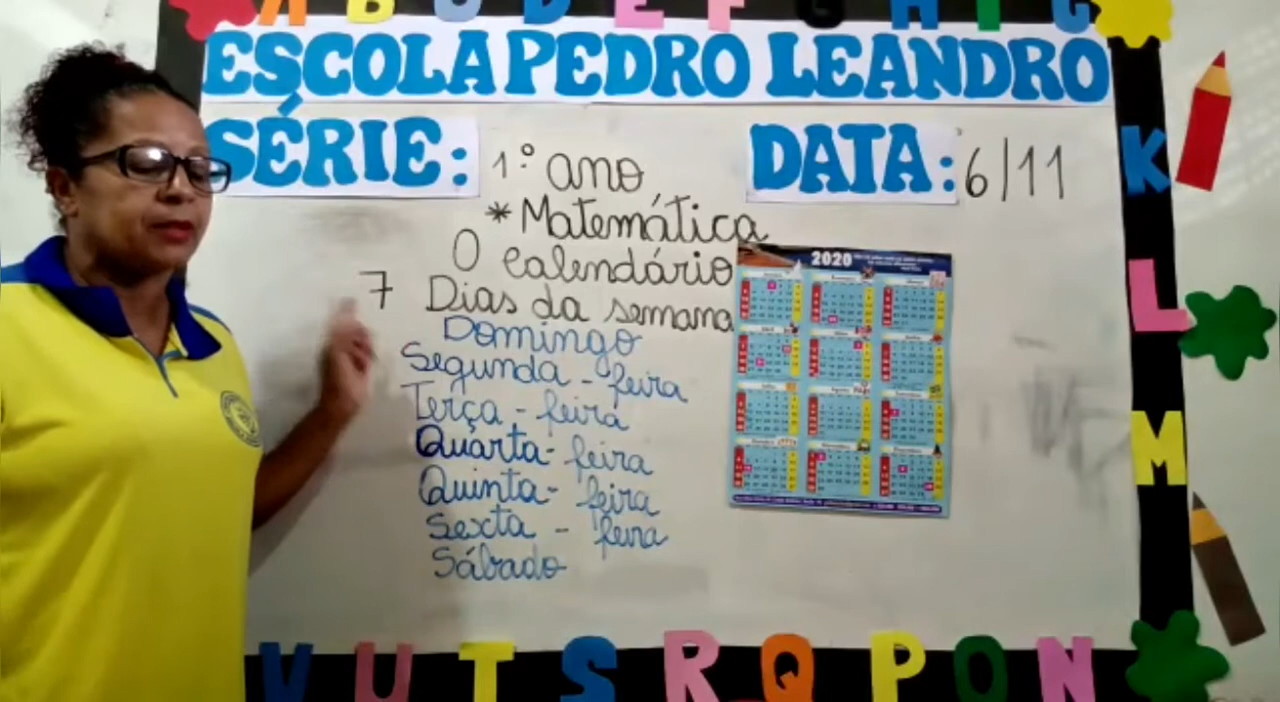 A B C D E F G H I J
ESCOLA PEDRO LEANDRO
SÉRIE: 1º ano
DATA: 6/11
* Matemática
O calendário
7 Dias da semana
Domingo
Segunda-feira
Terça-feira
Quarta-feira
Quinta-feira
Sexta-feira
Sábado
2020
K
L
M
V U T S R Q P O N